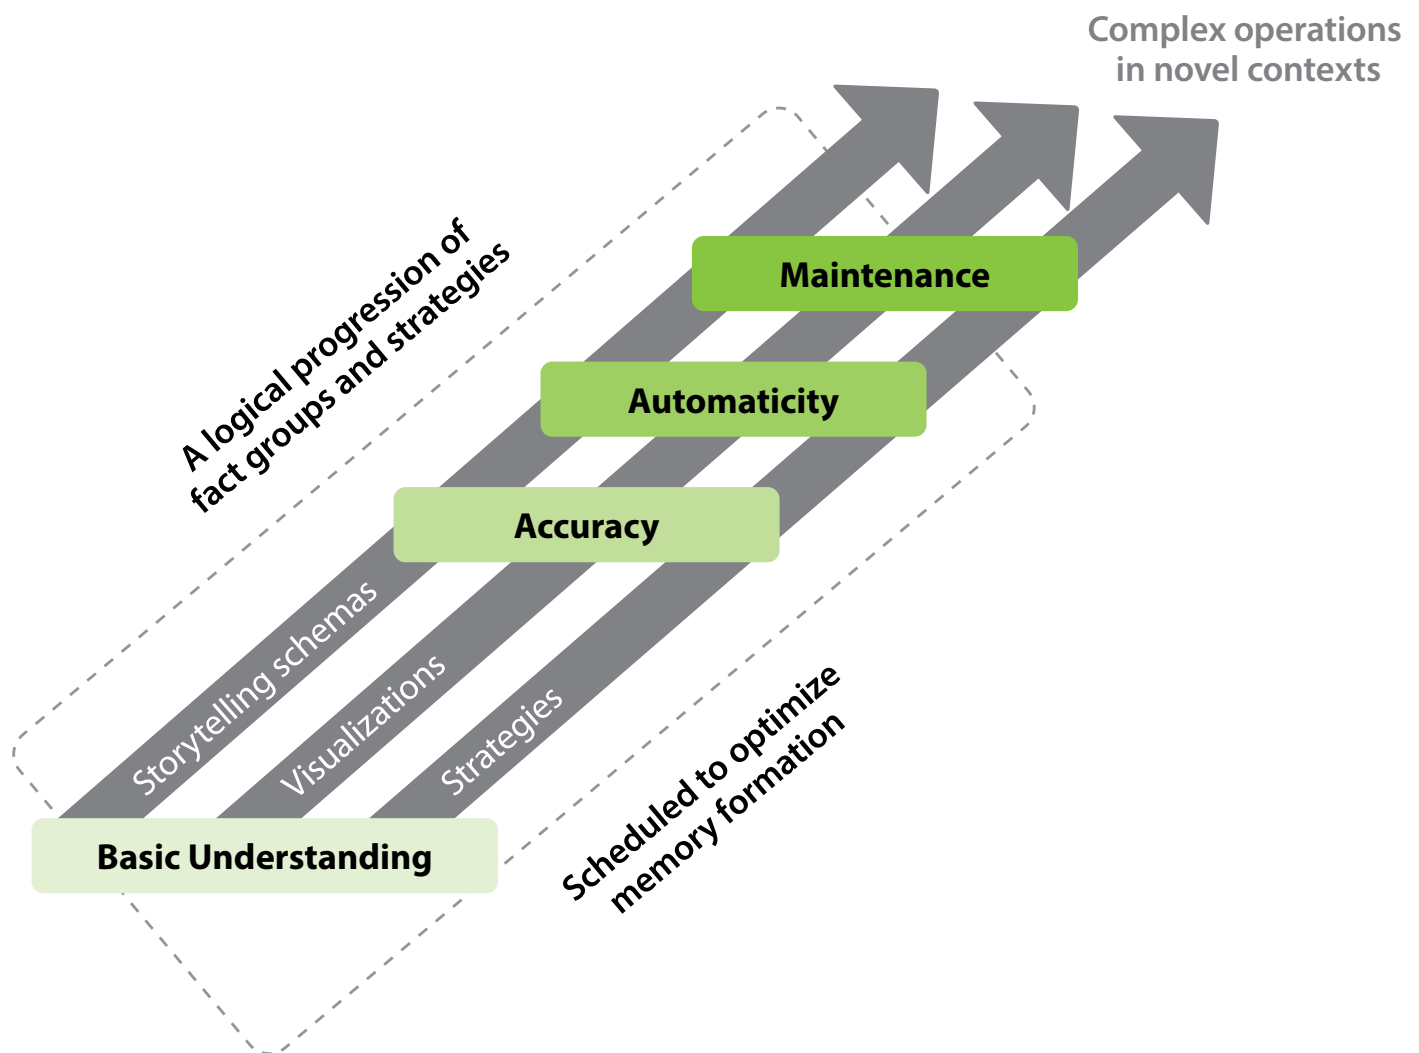 Complex operations
in novel contexts
A logical progression of
fact groups and strategies
Maintenance
Automaticity
Accuracy
Storytelling schemas
Visualizations
Strategies
Scheduled to optimize
memory formation
Basic Understanding